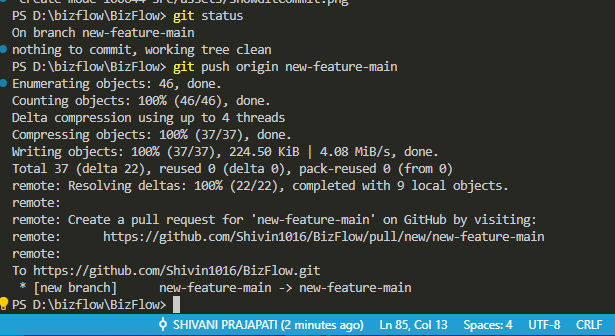 PS D:\bizflow\BizFlow> git status
On branch new-feature-main
nothing to commit, working tree clean
PS D:\bizflow\BizFlow> git push origin new-feature-main
Enumerating objects: 46, done.
Counting objects: 100% (46/46), done.
Delta compression using up to 4 threads
Compressing objects: 100% (37/37), done.
Writing objects: 100% (37/37), 224.50 KiB | 4.08 MiB/s, done.
Total 37 (delta 22), reused 0 (delta 0), pack-reused 0 (from 0)
remote: Resolving deltas: 100% (22/22), completed with 9 local objects.
remote:
remote: Create a pull request for 'new-feature-main' on GitHub by visiting:
remote:      https://github.com/Shivin1016/BizFlow/pull/new/new-feature-main
remote:
To https://github.com/Shivin1016/BizFlow.git
 * [new branch]      new-feature-main -> new-feature-main
PS D:\bizflow\BizFlow>
SHIVANI PRAJAPATI (2 minutes ago) Ln 85, Col 13 Spaces: 4 UTF-8 CRLF